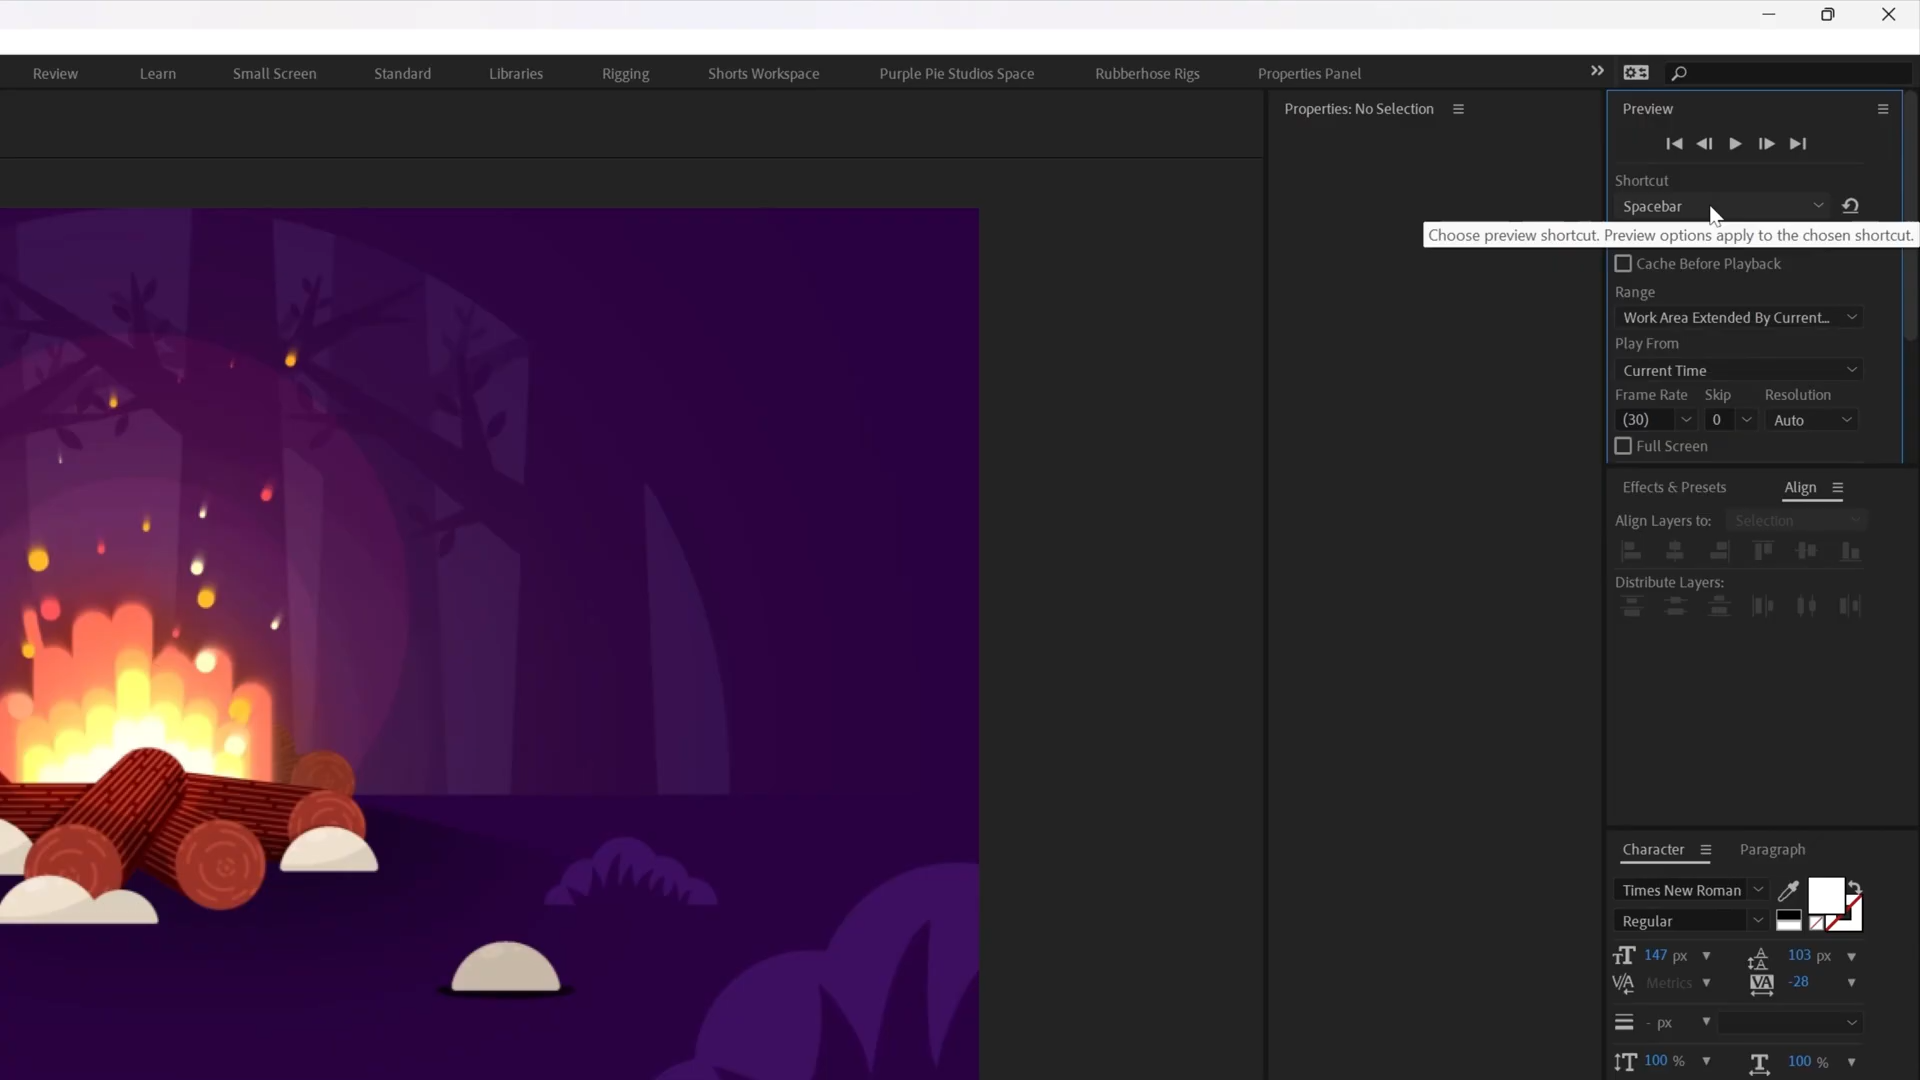 Review Learn Small Screen Standard Libraries Rigging Shorts Workspace Purple Pie Studios Space Rubberhose Rigs Properties Panel
Properties: No Selection
Preview
Shortcut
Spacebar
Choose preview shortcut. Preview options apply to the chosen shortcut.
Cache Before Playback
Range
Work Area Extended By Current...
Play From
Current Time
Frame Rate Skip Resolution
(30) 0 Auto
Full Screen
Effects & Presets Align
Align Layers to: Selection
Distribute Layers:
Character Paragraph
Times New Roman
Regular
147 px 103 px
Metrics -28
- px
100 % 100 %